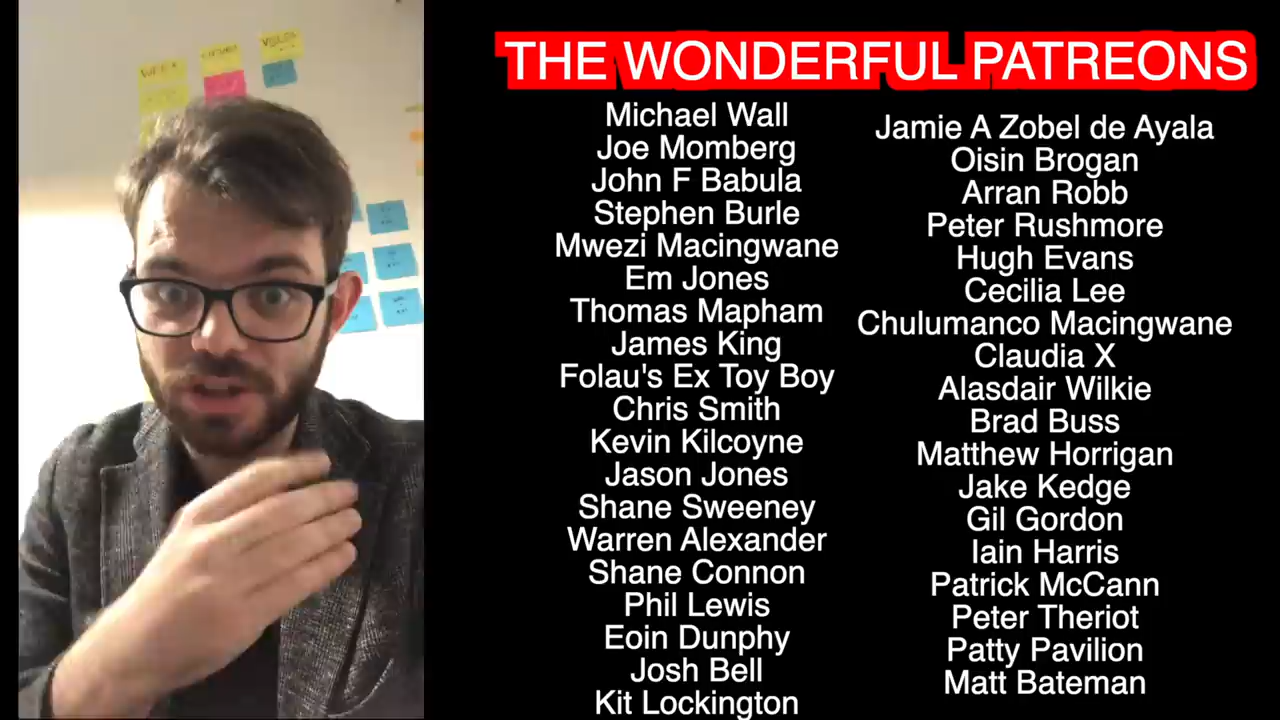 WEEK
VIDEOS
THE WONDERFUL PATREONS
Michael Wall
Joe Momberg
John F Babula
Stephen Burle
Mwezi Macingwane
Em Jones
Thomas Mapham
James King
Folau's Ex Toy Boy
Chris Smith
Kevin Kilcoyne
Jason Jones
Shane Sweeney
Warren Alexander
Shane Connon
Phil Lewis
Eoin Dunphy
Josh Bell
Kit Lockington
Jamie A Zobel de Ayala
Oisin Brogan
Arran Robb
Peter Rushmore
Hugh Evans
Cecilia Lee
Chulumanco Macingwane
Claudia X
Alasdair Wilkie
Brad Buss
Matthew Horrigan
Jake Kedge
Gil Gordon
Iain Harris
Patrick McCann
Peter Theriot
Patty Pavilion
Matt Bateman